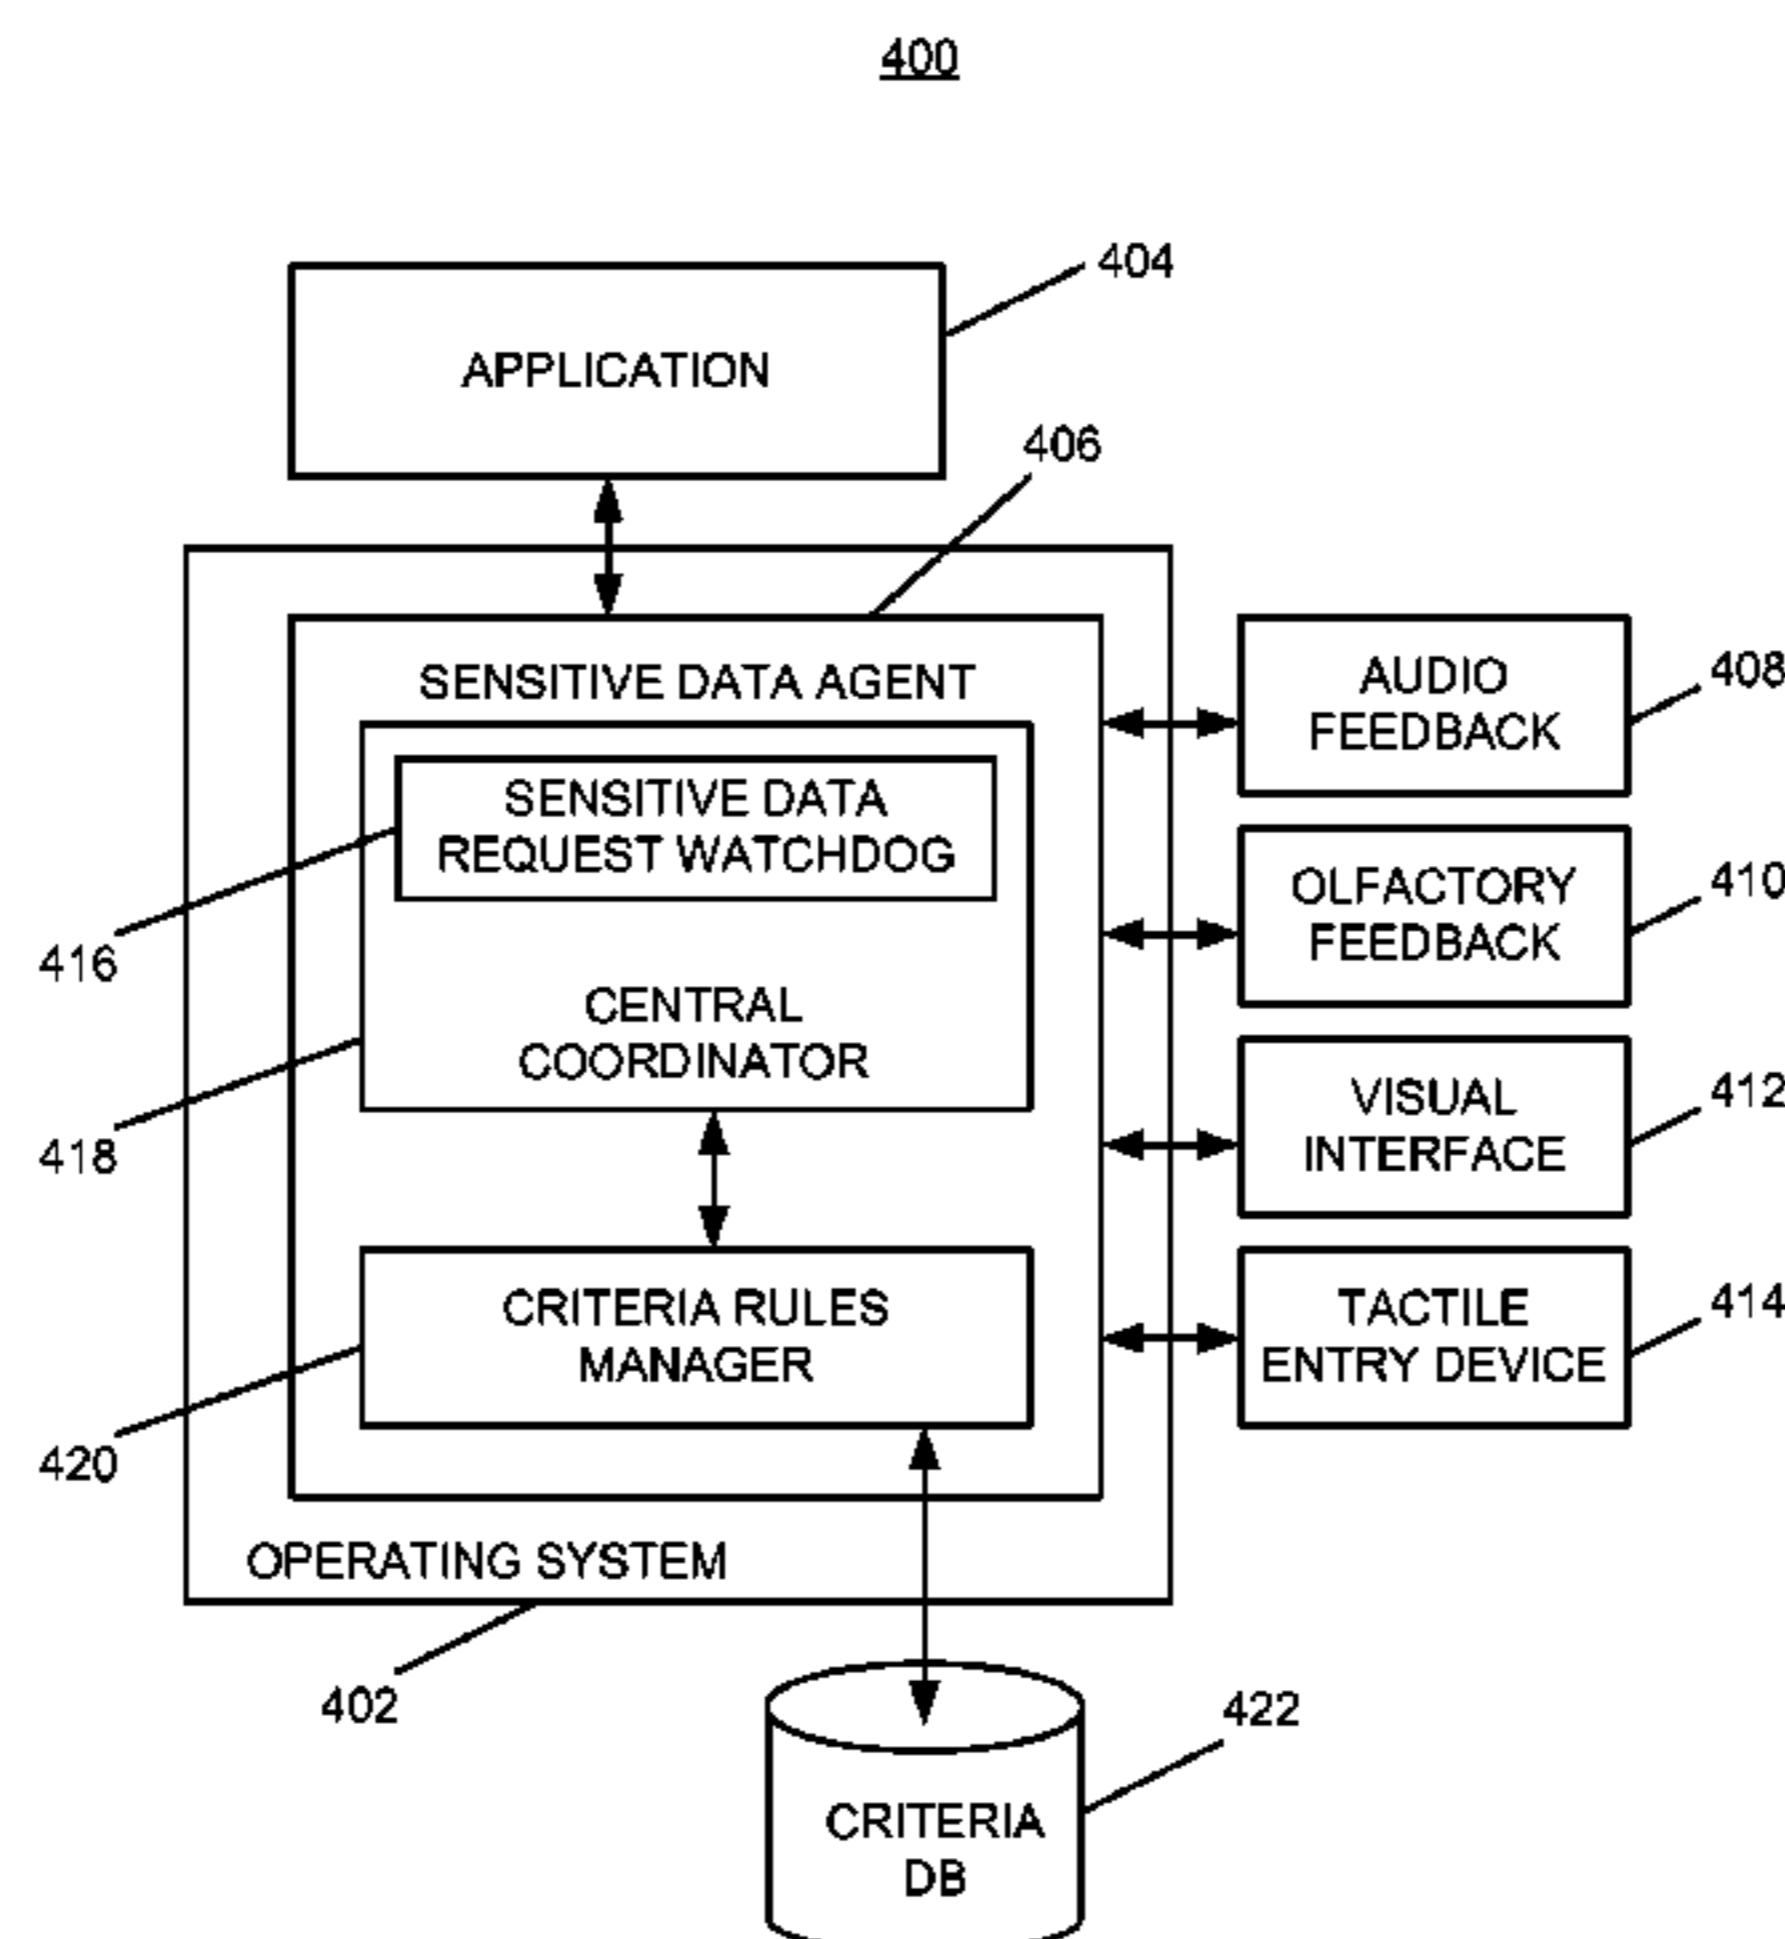 400
404
APPLICATION
406
SENSITIVE DATA AGENT
AUDIO
FEEDBACK
408
SENSITIVE DATA
REQUEST WATCHDOG
416
OLFACTORY
FEEDBACK
410
CENTRAL
COORDINATOR
418
VISUAL
INTERFACE
412
CRITERIA RULES
MANAGER
420
TACTILE
ENTRY DEVICE
414
OPERATING SYSTEM
402
422
CRITERIA
DB